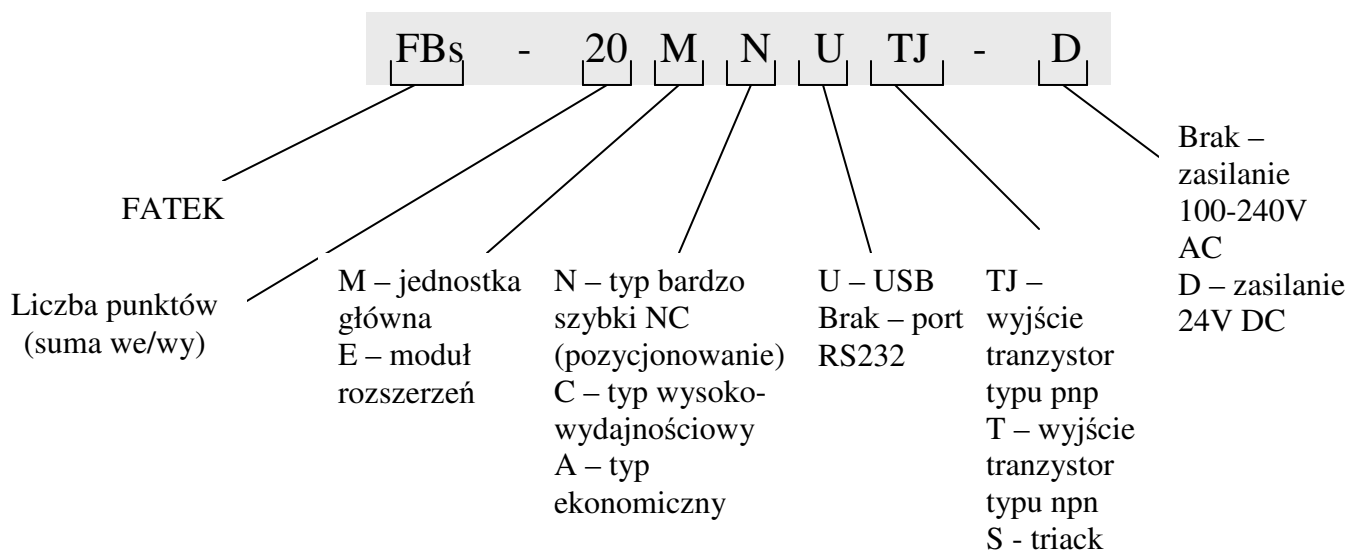 FBs - 20 M N U TJ - D
FATEK
Liczba punktów
(suma we/wy)
M – jednostka
główna
E – moduł
rozszerzeń
N – typ bardzo
szybki NC
(pozycjonowanie)
C – typ wysoko-
wydajnościowy
A – typ
ekonomiczny
U – USB
Brak – port
RS232
TJ –
wyjście
tranzystor
typu pnp
T – wyjście
tranzystor
typu npn
S - triack
Brak –
zasilanie
100-240V
AC
D – zasilanie
24V DC